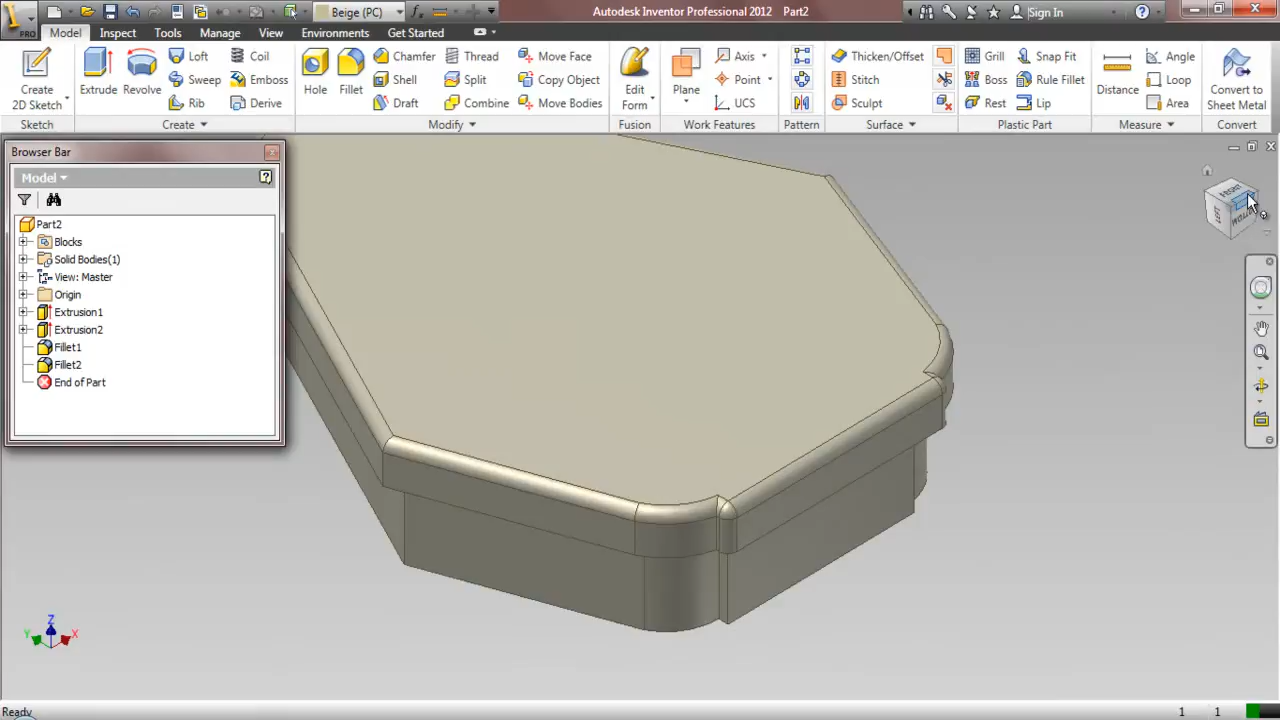 Beige (PC)
Autodesk Inventor Professional 2012 Part2
Sign In
PRO
Model Inspect Tools Manage View Environments Get Started
Create
2D Sketch
Sketch
Extrude
Revolve
Loft
Sweep
Rib
Coil
Emboss
Derive
Create
Hole
Fillet
Chamfer
Shell
Draft
Thread
Split
Combine
Move Face
Copy Object
Move Bodies
Modify
Edit
Form
Fusion
Plane
Axis
Point
UCS
Work Features
Pattern
Thicken/Offset
Stitch
Sculpt
Surface
Grill
Boss
Rest
Snap Fit
Rule Fillet
Lip
Plastic Part
Distance
Angle
Loop
Area
Measure
Convert to
Sheet Metal
Convert
Browser Bar
Model
Part2
Blocks
Solid Bodies(1)
View: Master
Origin
Extrusion1
Extrusion2
Fillet1
Fillet2
End of Part
FRONT
Z
Y
X
Ready
1 1